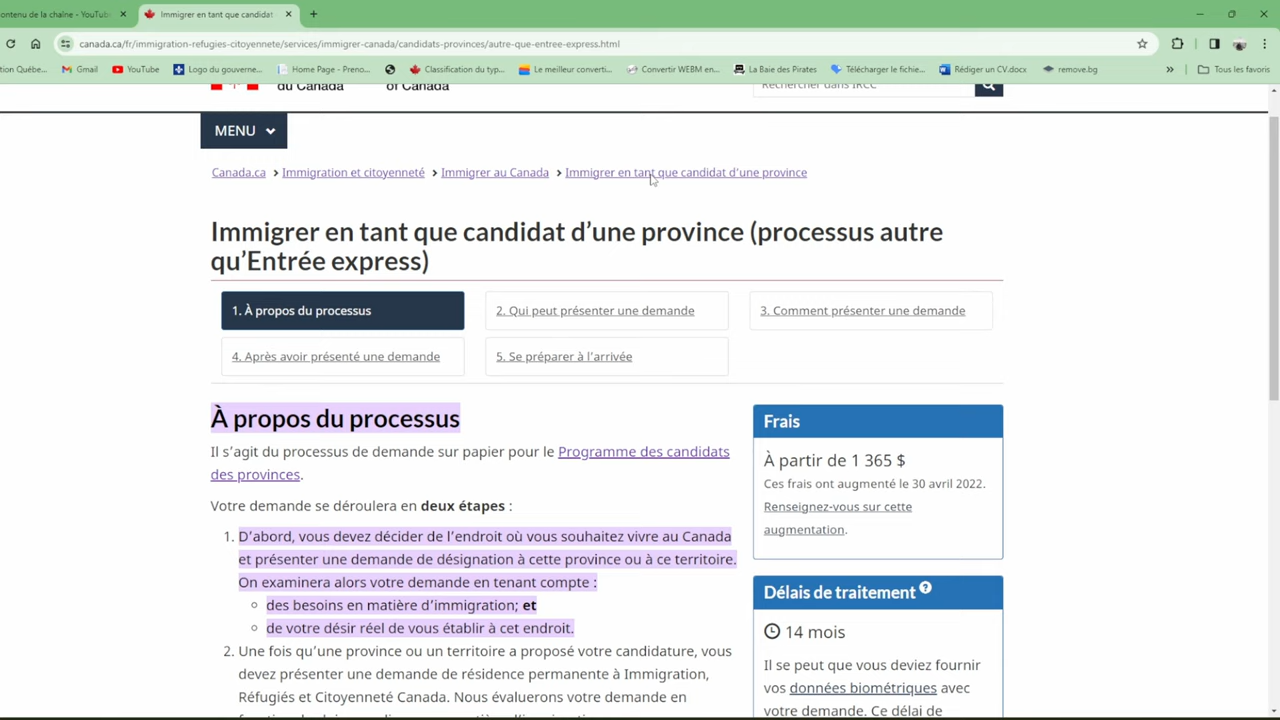 ontenu de la chaîne - YouTub
Immigrer en tant que candidat
canada.ca/fr/immigration-refugies-citoyennete/services/immigrer-canada/candidats-provinces/autre-que-entree-express.html
tion Québe...
Gmail
YouTube
Logo du gouverne...
Home Page - Preno...
Classification du typ...
Le meilleur converti...
Convertir WEBM en...
La Baie des Pirates
Télécharger le fichie...
Rédiger un CV.docx
remove.bg
»
Tous les favoris
du Canada
of Canada
Rechercher dans IRCC
MENU
Canada.ca > Immigration et citoyenneté > Immigrer au Canada > Immigrer en tant que candidat d’une province
Immigrer en tant que candidat d’une province (processus autre
qu’Entrée express)
1. À propos du processus
2. Qui peut présenter une demande
3. Comment présenter une demande
4. Après avoir présenté une demande
5. Se préparer à l’arrivée
À propos du processus
Il s’agit du processus de demande sur papier pour le Programme des candidats
des provinces.
Votre demande se déroulera en deux étapes :
1. D’abord, vous devez décider de l’endroit où vous souhaitez vivre au Canada
et présenter une demande de désignation à cette province ou à ce territoire.
On examinera alors votre demande en tenant compte :
des besoins en matière d’immigration; et
de votre désir réel de vous établir à cet endroit.
2. Une fois qu’une province ou un territoire a proposé votre candidature, vous
devez présenter une demande de résidence permanente à Immigration,
Réfugiés et Citoyenneté Canada. Nous évaluerons votre demande en
Frais
À partir de 1 365 $
Ces frais ont augmenté le 30 avril 2022.
Renseignez-vous sur cette
augmentation.
Délais de traitement ?
14 mois
Il se peut que vous deviez fournir
vos données biométriques avec
votre demande. Ce délai de